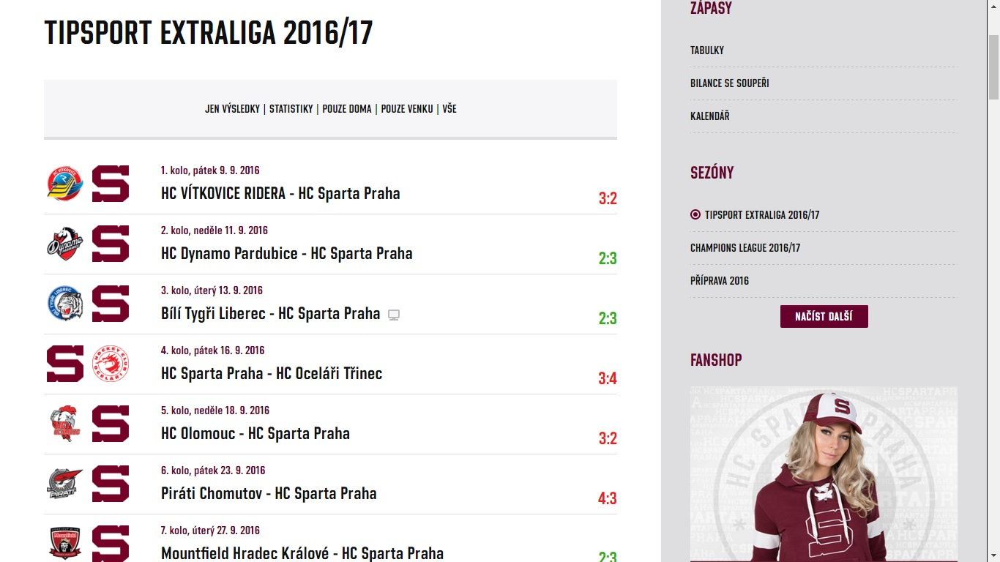 TIPSPORT EXTRALIGA 2016/17
JEN VÝSLEDKY | STATISTIKY | POUZE DOMA | POUZE VENKU | VŠE
1. kolo, pátek 9. 9. 2016
HC VÍTKOVICE RIDERA - HC Sparta Praha
3:2
2. kolo, neděle 11. 9. 2016
HC Dynamo Pardubice - HC Sparta Praha
2:3
3. kolo, úterý 13. 9. 2016
Bílí Tygři Liberec - HC Sparta Praha
2:3
4. kolo, pátek 16. 9. 2016
HC Sparta Praha - HC Oceláři Třinec
3:4
5. kolo, neděle 18. 9. 2016
HC Olomouc - HC Sparta Praha
3:2
6. kolo, pátek 23. 9. 2016
Piráti Chomutov - HC Sparta Praha
4:3
7. kolo, úterý 27. 9. 2016
Mountfield Hradec Králové - HC Sparta Praha
2:3
ZÁPASY
TABULKY
BILANCE SE SOUPEŘI
KALENDÁŘ
SEZÓNY
TIPSPORT EXTRALIGA 2016/17
CHAMPIONS LEAGUE 2016/17
PŘÍPRAVA 2016
NAČÍST DALŠÍ
FANSHOP
HC SPARTA PRAHA